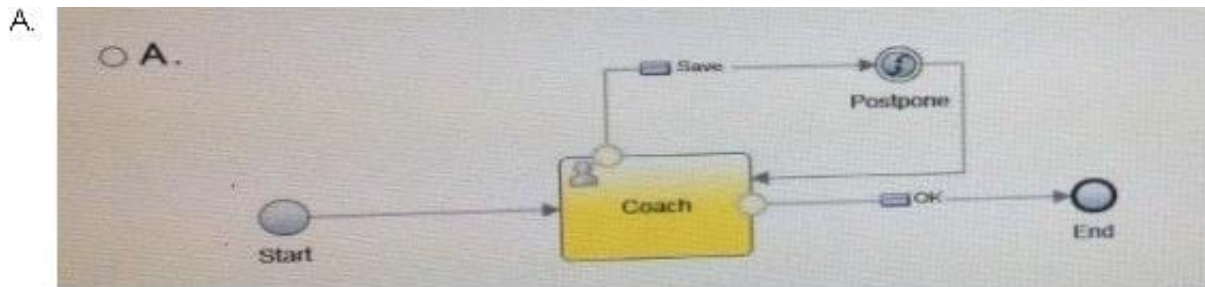 A.
A.
Save
Postpone
Coach
OK
End
Start